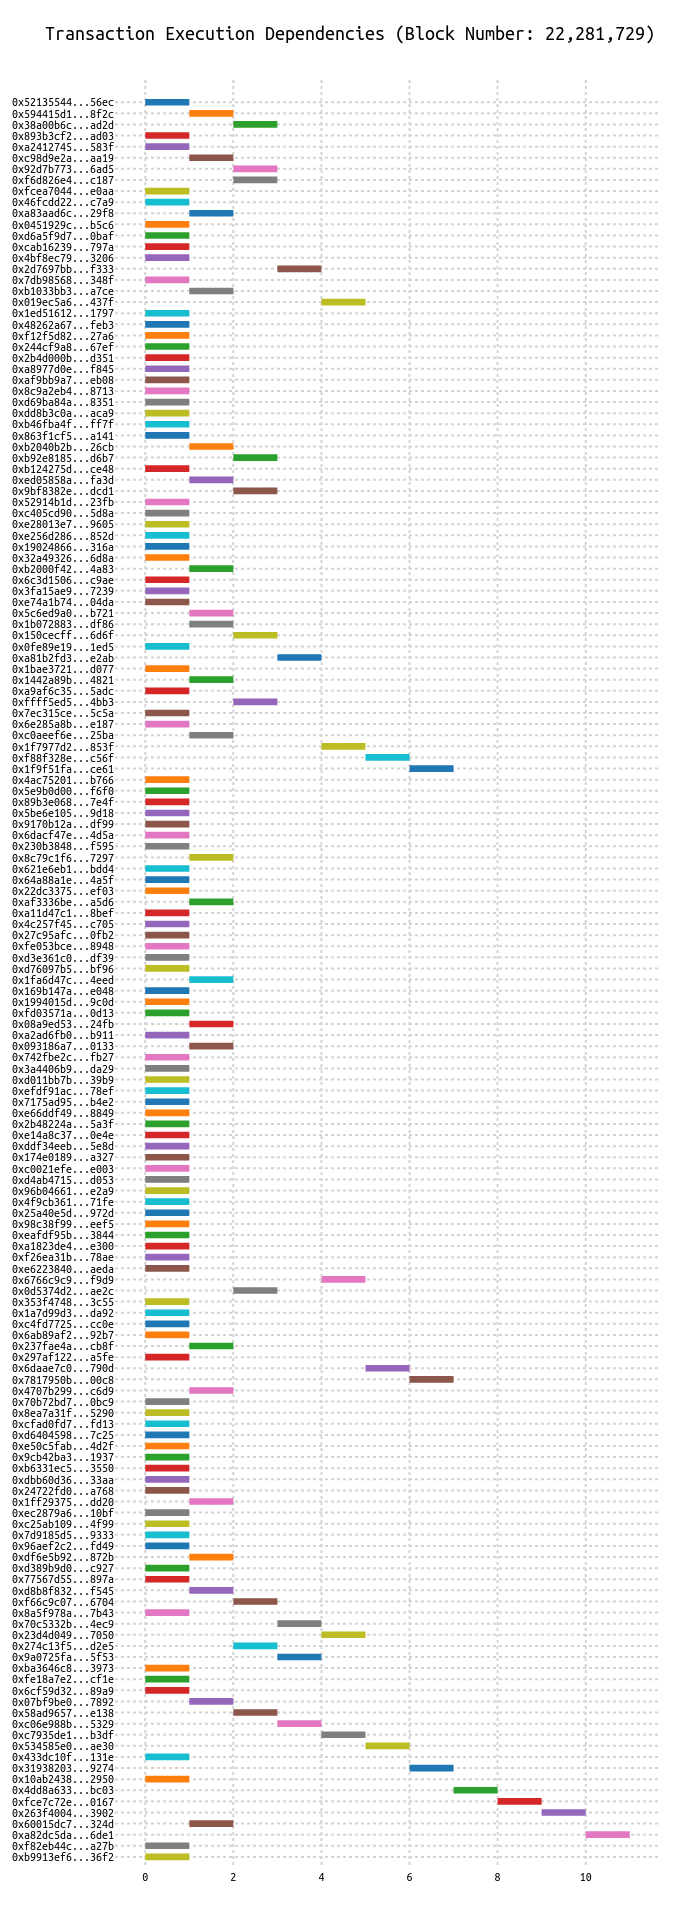 Transaction Execution Dependencies (Block Number: 22,281,729)
0x52135544...56ec
0x594415d1...8f2c
0x38a00b6c...ad2d
0x893b3cf2...ad03
0xa2412745...583f
0xc98d9e2a...aa19
0x92d7b773...6ad5
0xf6d826e4...c187
0xfcea7044...e0aa
0x46fcdd22...c7a9
0xa83aad6c...29f8
0x0451929c...b5c6
0xd6a5f9d7...0baf
0xcab16239...797a
0x4bf8ec79...3206
0x2d7697bb...f333
0x7db98568...348f
0xb1033bb3...a7ce
0x019ec5a6...437f
0x1ed51612...1797
0x48262a67...feb3
0xf12f5d82...27a6
0x244cf9a8...67ef
0x2b4d000b...d351
0xa8977d0e...f845
0xaf9bb9a7...eb08
0x8c9a2eb4...8713
0xd69ba84a...8351
0xdd8b3c0a...aca9
0xb46fba4f...ff7f
0x863f1cf5...a141
0xb2040b2b...26cb
0xb92e8185...d6b7
0xb124275d...ce48
0xed05858a...fa3d
0x9bf8382e...dcd1
0x52914b1d...23fb
0xc405cd90...5d8a
0xe28013e7...9605
0xe256d286...852d
0x19024866...316a
0x32a49326...6d8a
0xb2000f42...4a83
0x6c3d1506...c9ae
0x3fa15ae9...7239
0xe74a1b74...04da
0x5c6ed9a0...b721
0x1b072883...df86
0x150cecff...6d6f
0x0fe89e19...1ed5
0xa81b2fd3...e2ab
0x1bae3721...d077
0x1442a89b...4821
0xa9af6c35...5adc
0xffff5ed5...4bb3
0x7ec315ce...5c5a
0x6e285a8b...e187
0xc0aeef6e...25ba
0x1f7977d2...853f
0xf88f328e...c56f
0x1f9f51fa...ce61
0x4ac75201...b766
0x5e9b0d00...f6f0
0x89b3e068...7e4f
0x5be6e105...9d18
0x9170b12a...df99
0x6dacf47e...4d5a
0x230b3848...f595
0x8c79c1f6...7297
0x621e6eb1...bdd4
0x64a88a1e...4a5f
0x22dc3375...ef03
0xaf3336be...a5d6
0xa11d47c1...8bef
0x4c257f45...c705
0x27c95afc...0fb2
0xfe053bce...8948
0xd3e361c0...df39
0xd76097b5...bf96
0x1fa6d47c...4eed
0x169b147a...e048
0x1994015d...9c0d
0xfd03571a...0d13
0x08a9ed53...24fb
0xa2ad6fb0...b911
0x093186a7...0133
0x742fbe2c...fb27
0x3a4406b9...da29
0xd011bb7b...39b9
0xefdf91ac...78ef
0x7175ad95...b4e2
0xe66ddf49...8849
0x2b48224a...5a3f
0xe14a8c37...0e4e
0xddf34eeb...5e8d
0x174e0189...a327
0xc0021efe...e003
0xd4ab4715...d053
0x96b04661...e2a9
0x4f9cb361...71fe
0x25a40e5d...972d
0x98c38f99...eef5
0xeafdf95b...3844
0xa1823de4...e300
0xf26ea31b...78ae
0xe6223840...aeda
0x6766c9c9...f9d9
0x0d5374d2...ae2c
0x353f4748...3c55
0x1a7d99d3...da92
0xc4fd7725...cc0e
0x6ab89af2...92b7
0x237fae4a...cb8f
0x297af122...a5fe
0x6daae7c0...790d
0x7817950b...00c8
0x4707b299...c6d9
0x70b72bd7...0bc9
0x8ea7a31f...5290
0xcfad0fd7...fd13
0xd6404598...7c25
0xe50c5fab...4d2f
0x9cb42ba3...1937
0xb6331ec5...3550
0xdbb60d36...33aa
0x24722fd0...a768
0x1ff29375...dd20
0xec2879a6...10bf
0xc25ab109...4f99
0x7d9185d5...9333
0x96aef2c2...fd49
0xdf6e5b92...872b
0xd389b9d0...c927
0x77567d55...897a
0xd8b8f832...f545
0xf66c9c07...6704
0x8a5f978a...7b43
0x70c5332b...4ec9
0x23d4d049...7050
0x274c13f5...d2e5
0x9a0725fa...5f53
0xba3646c8...3973
0xfe18a7e2...cf1e
0x6cf59d32...89a9
0x07bf9be0...7892
0x58ad9657...e138
0xc06e988b...5329
0xc7935de1...b3df
0x534585e0...ae30
0x433dc10f...131e
0x31938203...9274
0x10ab2438...2950
0x4dd8a633...bc03
0xfce7c72e...0167
0x263f4004...3902
0x60015dc7...324d
0xa82dc5da...6de1
0xf82eb44c...a27b
0xb9913ef6...36f2
0 2 4 6 8 10